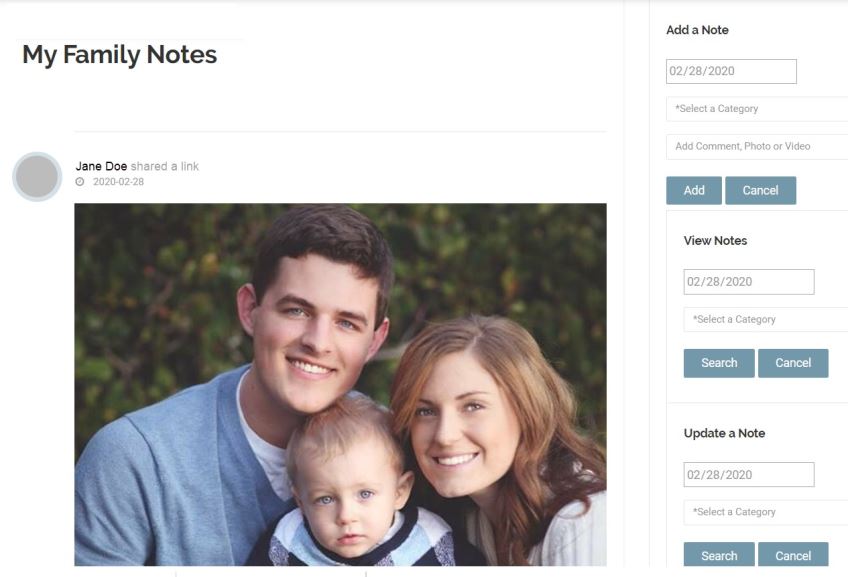 My Family Notes
Jane Doe shared a link
2020-02-28
Add a Note
02/28/2020
*Select a Category
Add Comment, Photo or Video
Add Cancel
View Notes
02/28/2020
*Select a Category
Search Cancel
Update a Note
02/28/2020
*Select a Category
Search Cancel